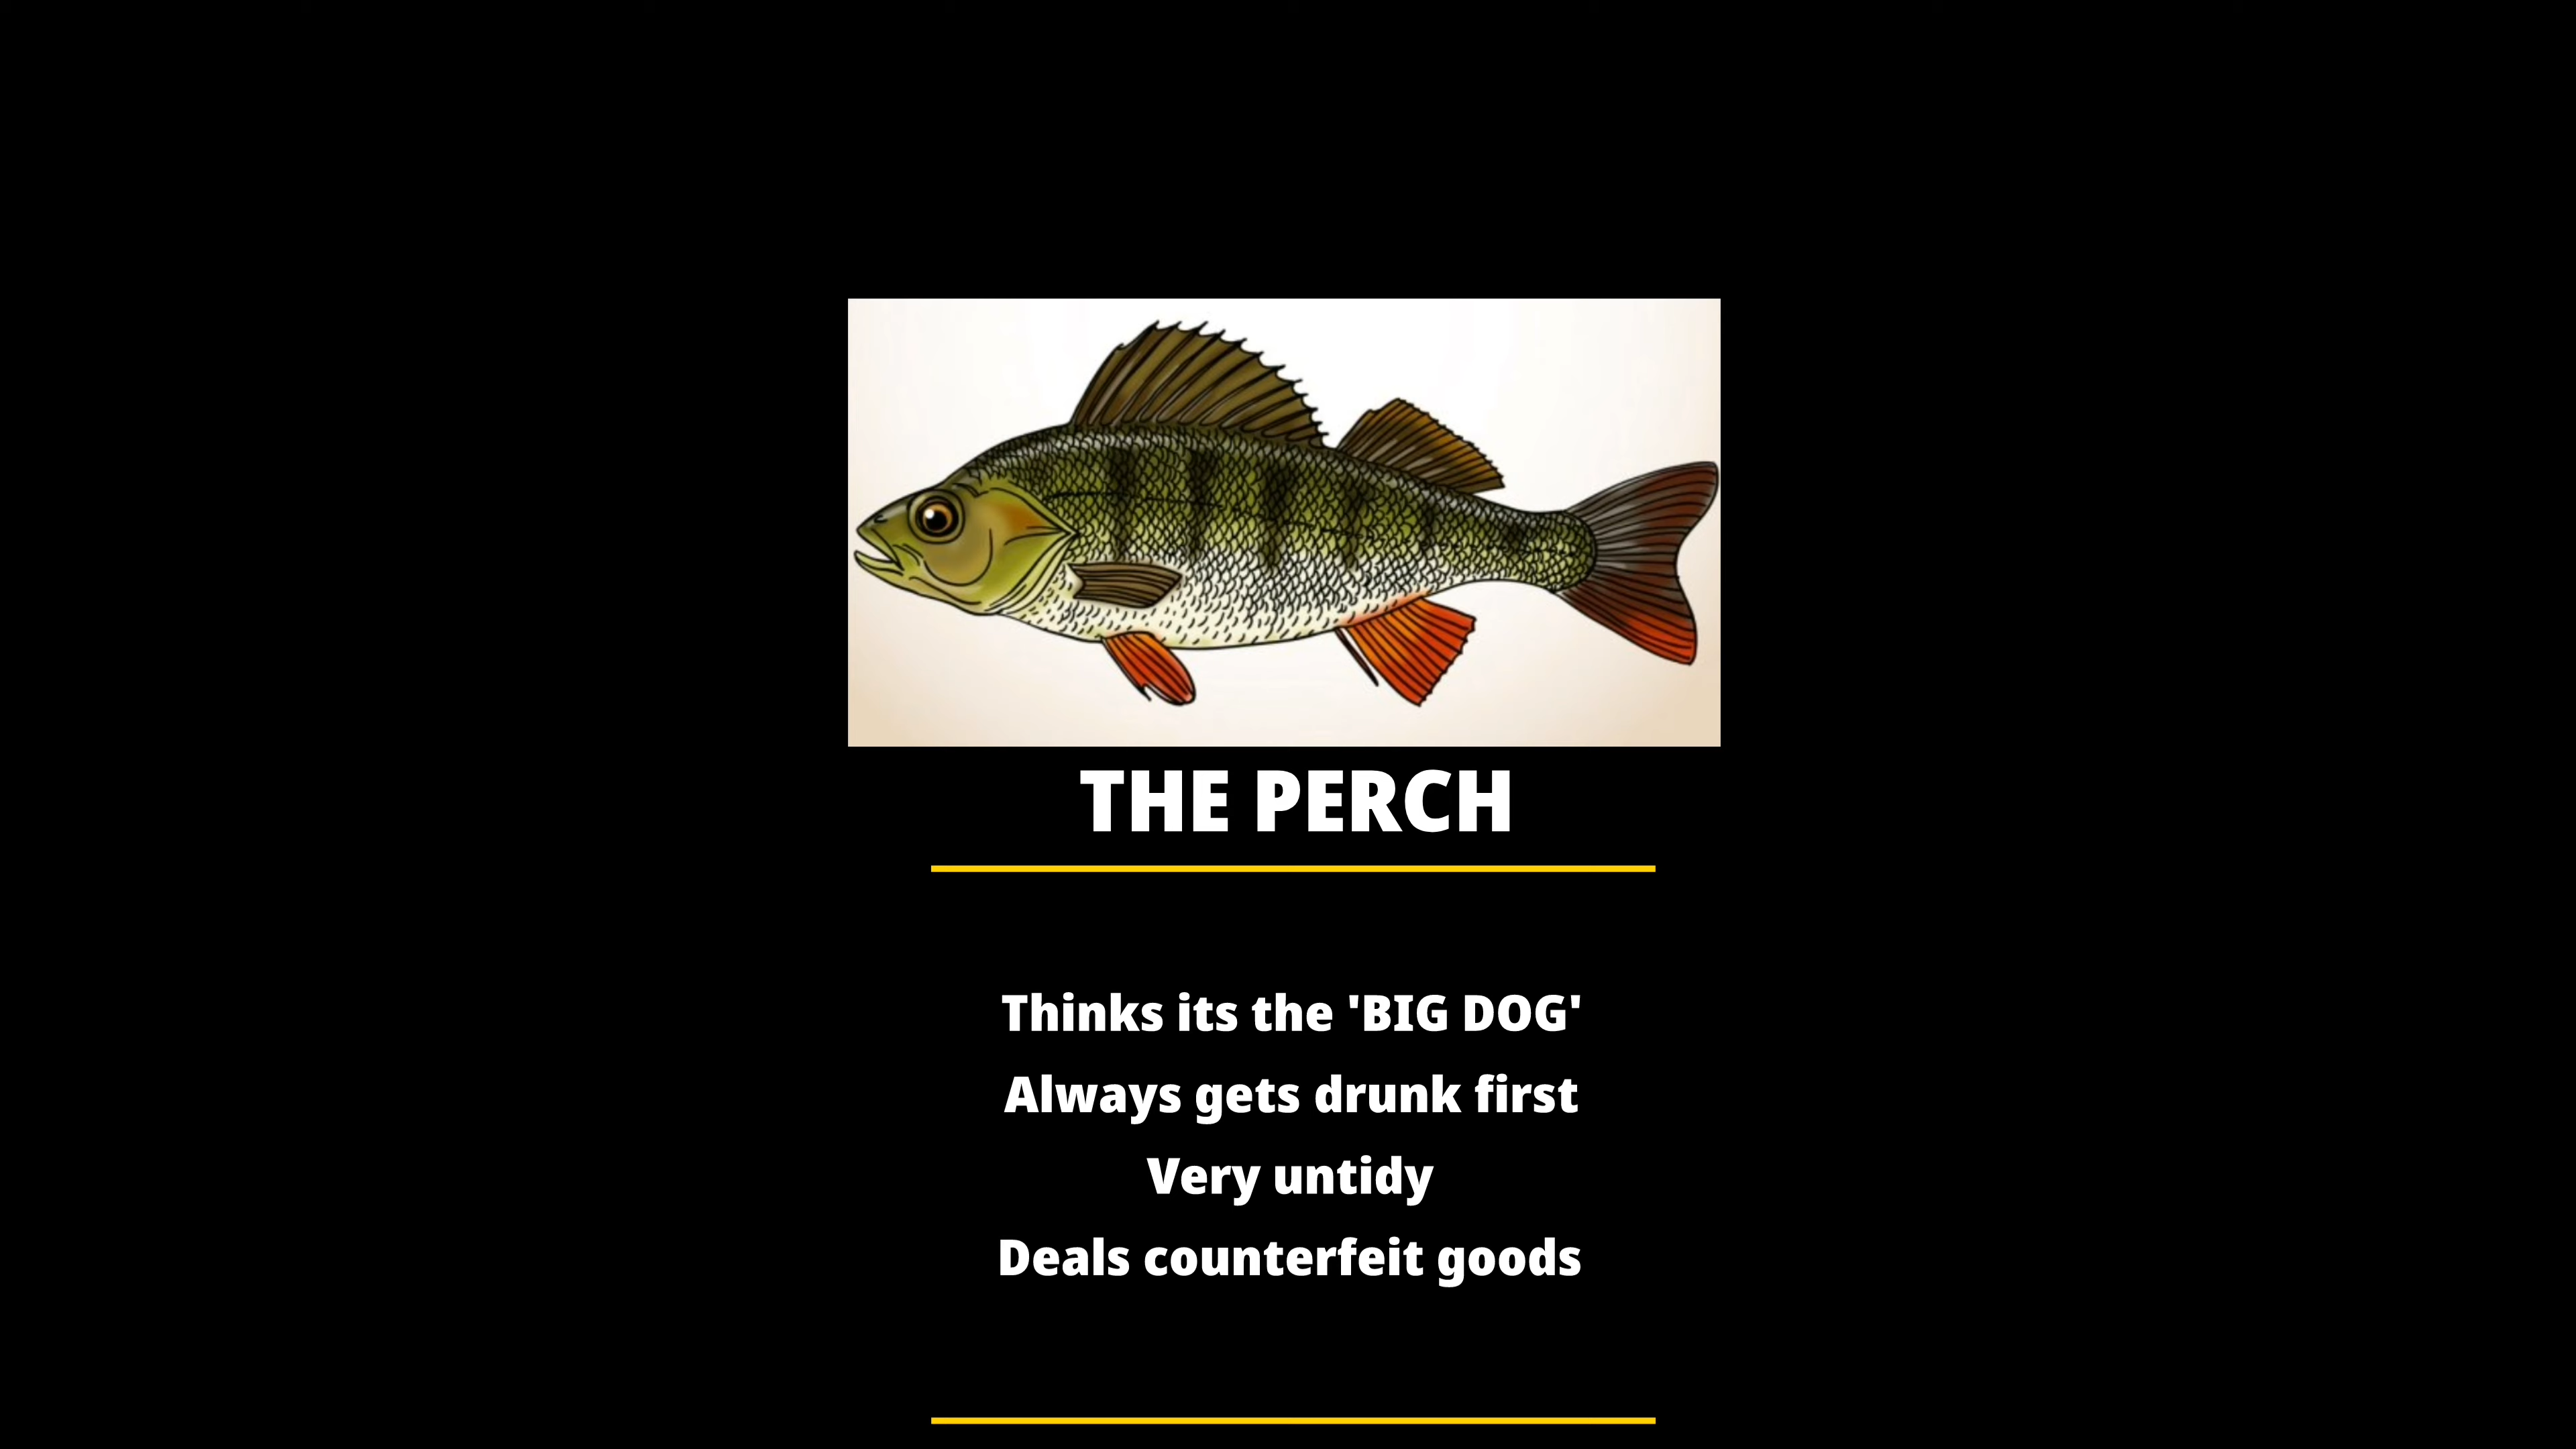 THE PERCH
Thinks its the 'BIG DOG'
Always gets drunk first
Very untidy
Deals counterfeit goods